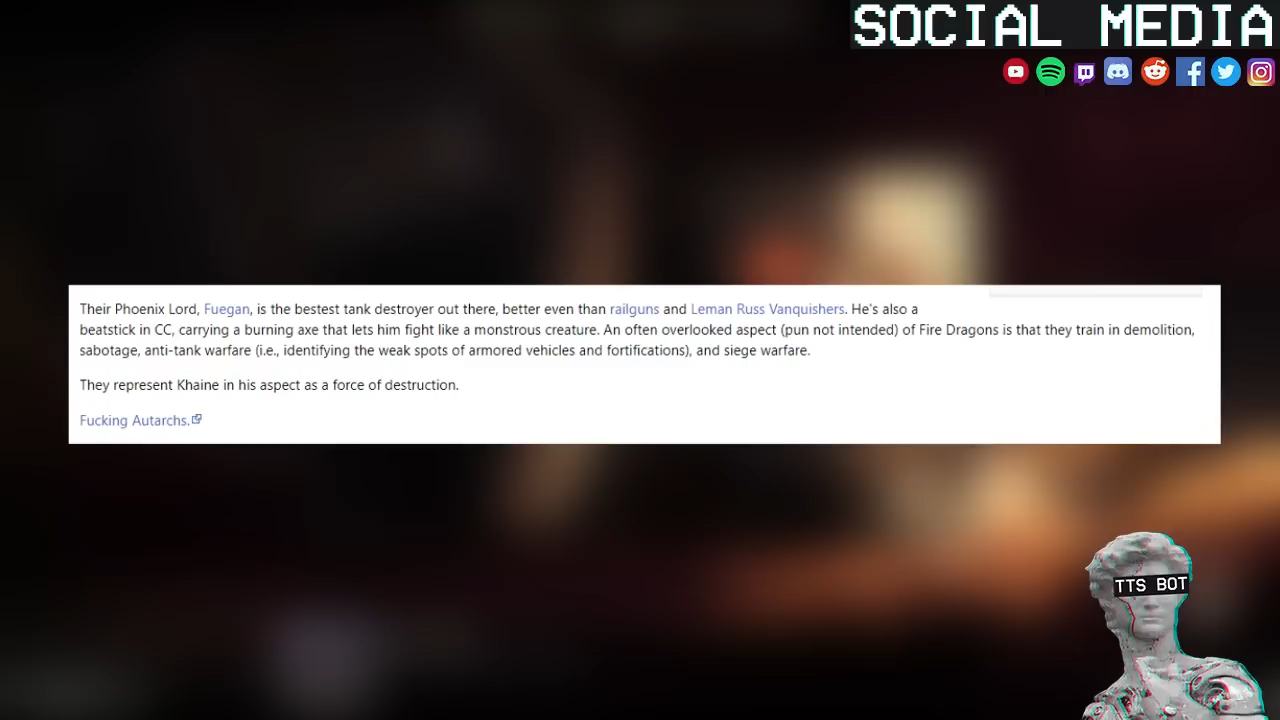 SOCIAL MEDIA
Their Phoenix Lord, Fuegan, is the bestest tank destroyer out there, better even than railguns and Leman Russ Vanquishers. He's also a
beatstick in CC, carrying a burning axe that lets him fight like a monstrous creature. An often overlooked aspect (pun not intended) of Fire Dragons is that they train in demolition,
sabotage, anti-tank warfare (i.e., identifying the weak spots of armored vehicles and fortifications), and siege warfare.
They represent Khaine in his aspect as a force of destruction.
Fucking Autarchs.
TTS BOT